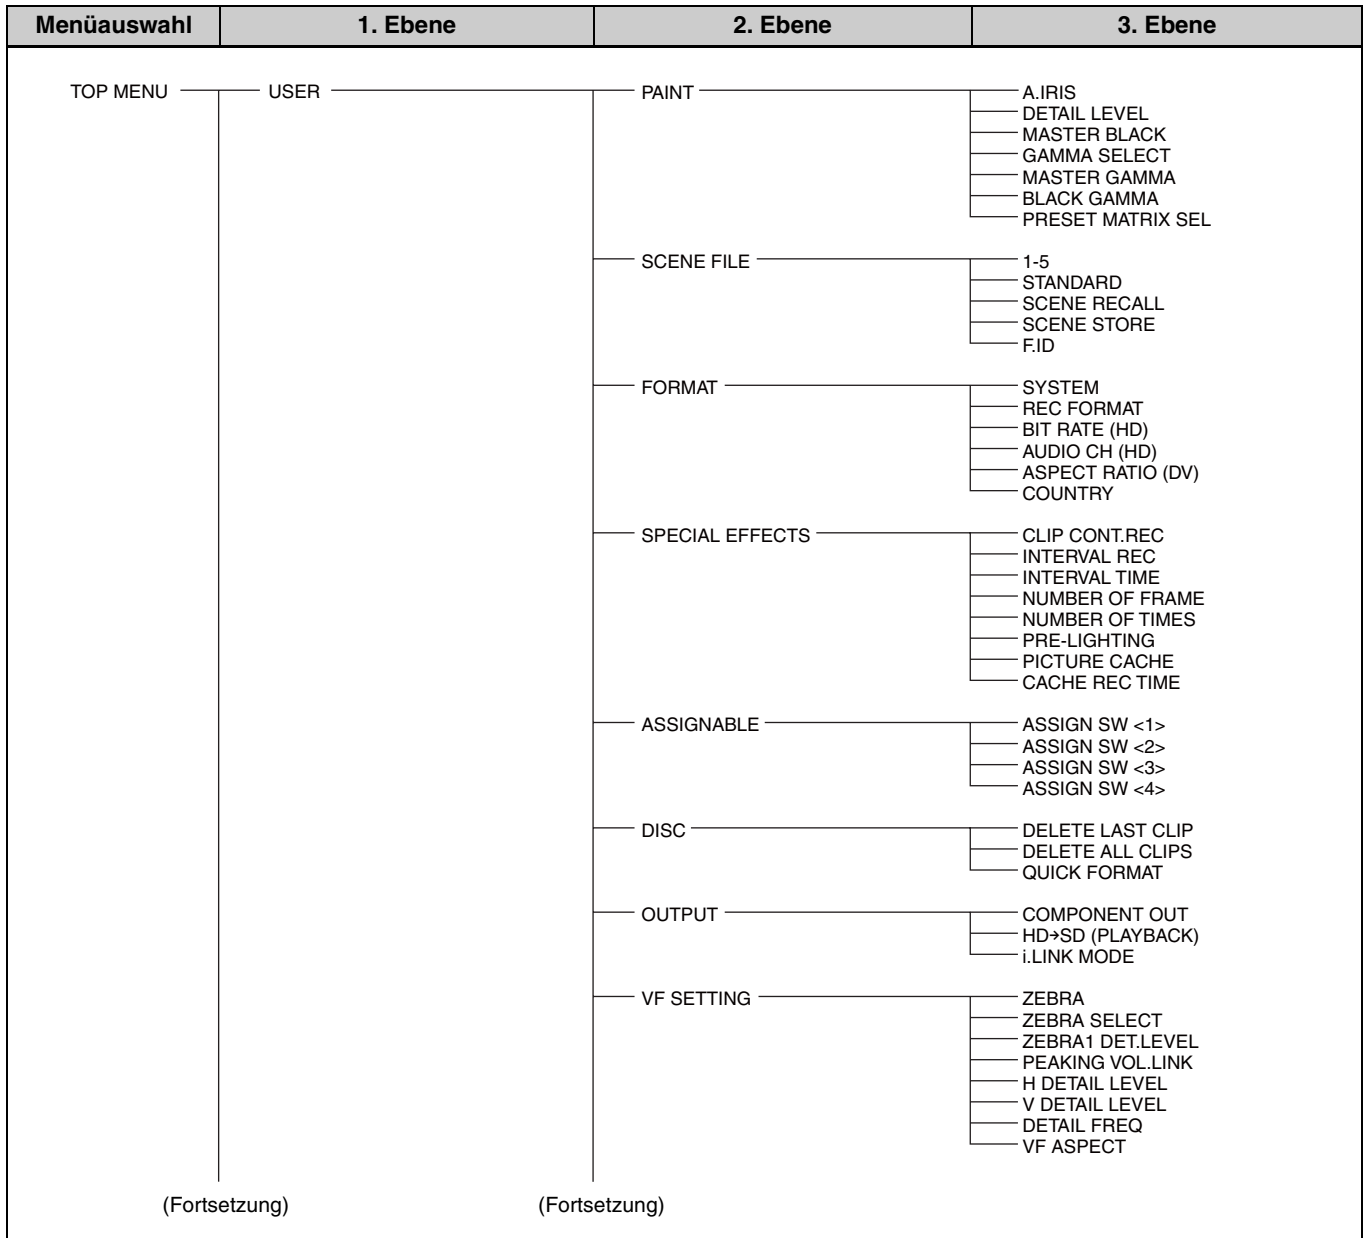 Menüauswahl 1. Ebene 2. Ebene 3. Ebene
TOP MENU USER PAINT A.IRIS
DETAIL LEVEL
MASTER BLACK
GAMMA SELECT
MASTER GAMMA
BLACK GAMMA
PRESET MATRIX SEL
SCENE FILE 1-5
STANDARD
SCENE RECALL
SCENE STORE
F.ID
FORMAT SYSTEM
REC FORMAT
BIT RATE (HD)
AUDIO CH (HD)
ASPECT RATIO (DV)
COUNTRY
SPECIAL EFFECTS CLIP CONT.REC
INTERVAL REC
INTERVAL TIME
NUMBER OF FRAME
NUMBER OF TIMES
PRE-LIGHTING
PICTURE CACHE
CACHE REC TIME
ASSIGNABLE ASSIGN SW <1>
ASSIGN SW <2>
ASSIGN SW <3>
ASSIGN SW <4>
DISC DELETE LAST CLIP
DELETE ALL CLIPS
QUICK FORMAT
OUTPUT COMPONENT OUT
HD→SD (PLAYBACK)
i.LINK MODE
VF SETTING ZEBRA
ZEBRA SELECT
ZEBRA1 DET.LEVEL
PEAKING VOL.LINK
H DETAIL LEVEL
V DETAIL LEVEL
DETAIL FREQ
VF ASPECT
(Fortsetzung) (Fortsetzung)